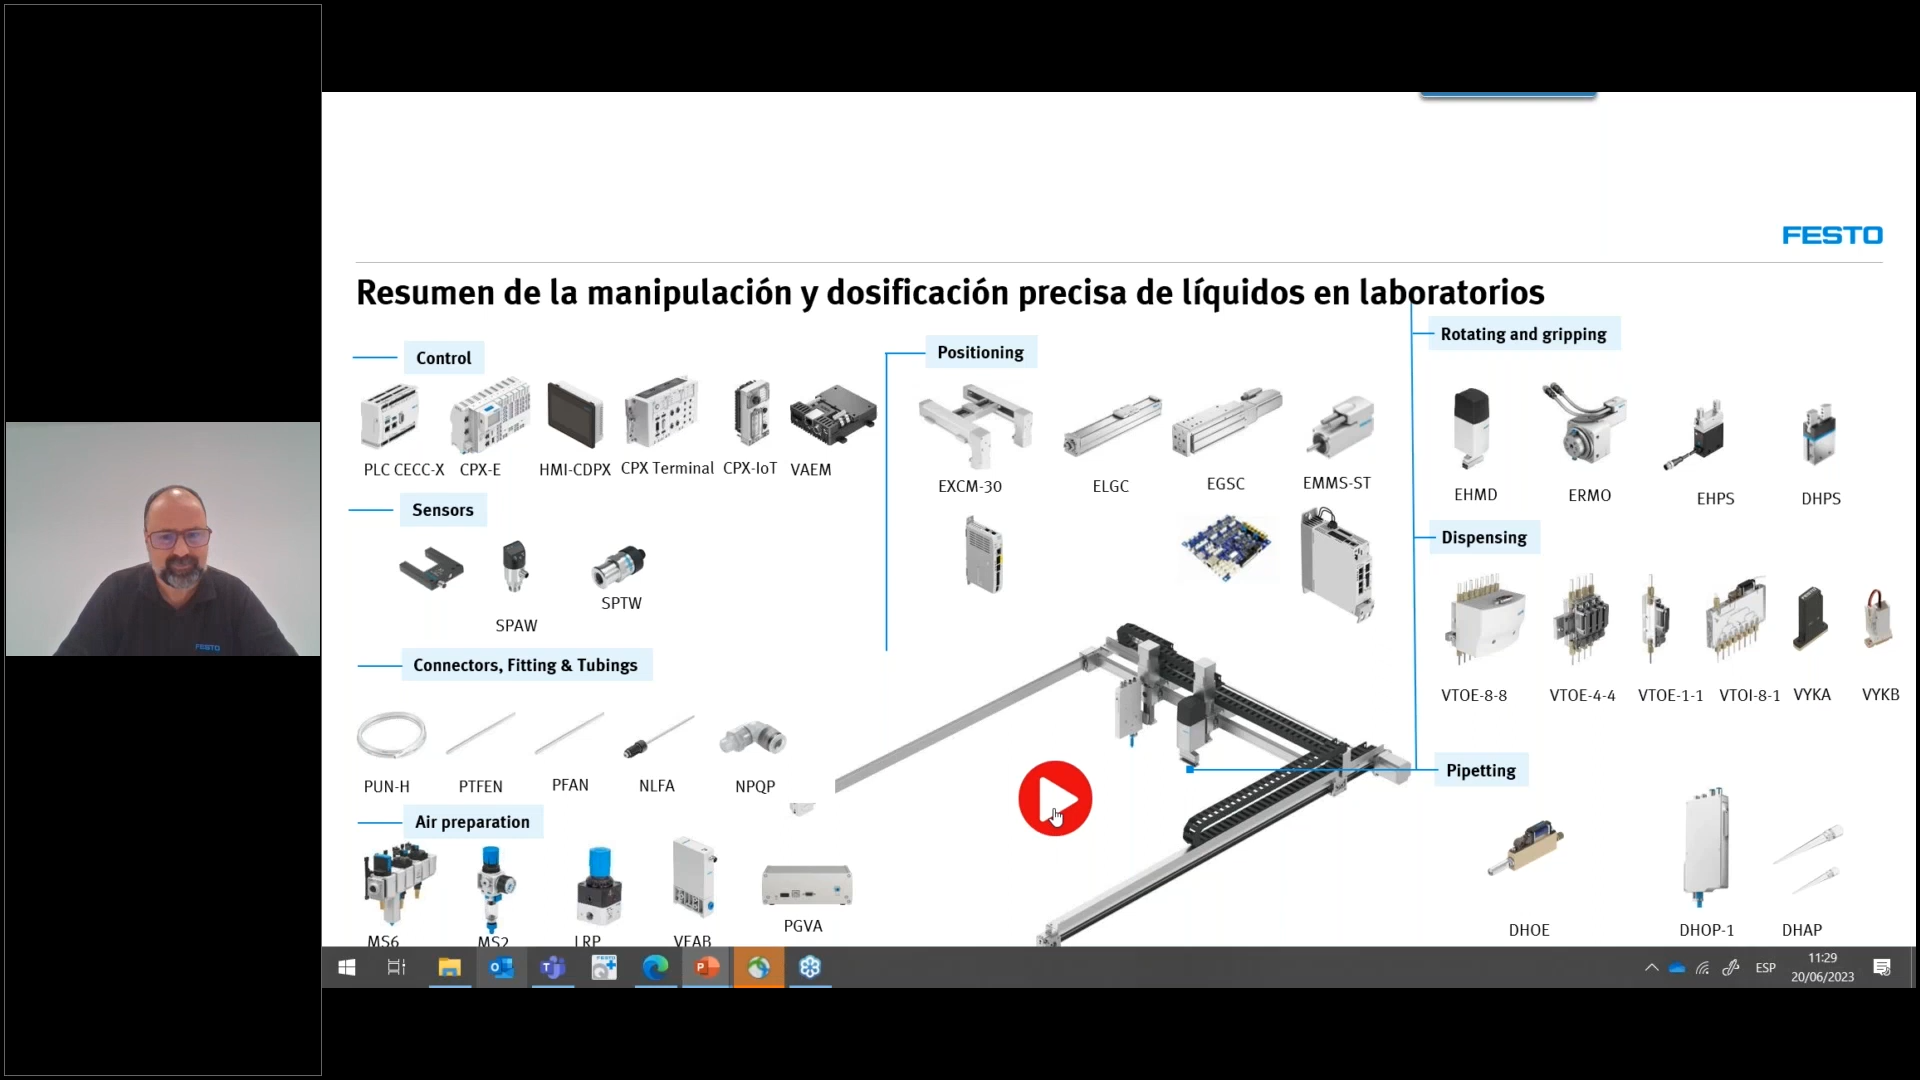 FESTO
Resumen de la manipulación y dosificación precisa de líquidos en laboratorios
Control
PLC CECC-X
CPX-E
HMI-CDPX
CPX Terminal
CPX-IoT
VAEM
Sensors
SPAW
SPTW
Connectors, Fitting & Tubings
PUN-H
PTFEN
PFAN
NLFA
NPQP
Air preparation
MS6
MS2
LRP
VEAB
PGVA
Positioning
EXCM-30
ELGC
EGSC
EMMS-ST
Rotating and gripping
EHMD
ERMO
EHPS
DHPS
Dispensing
VTOE-8-8
VTOE-4-4
VTOE-1-1
VTOI-8-1
VYKA
VYKB
Pipetting
DHOE
DHOP-1
DHAP
FESTO
ESP
11:29
20/06/2023